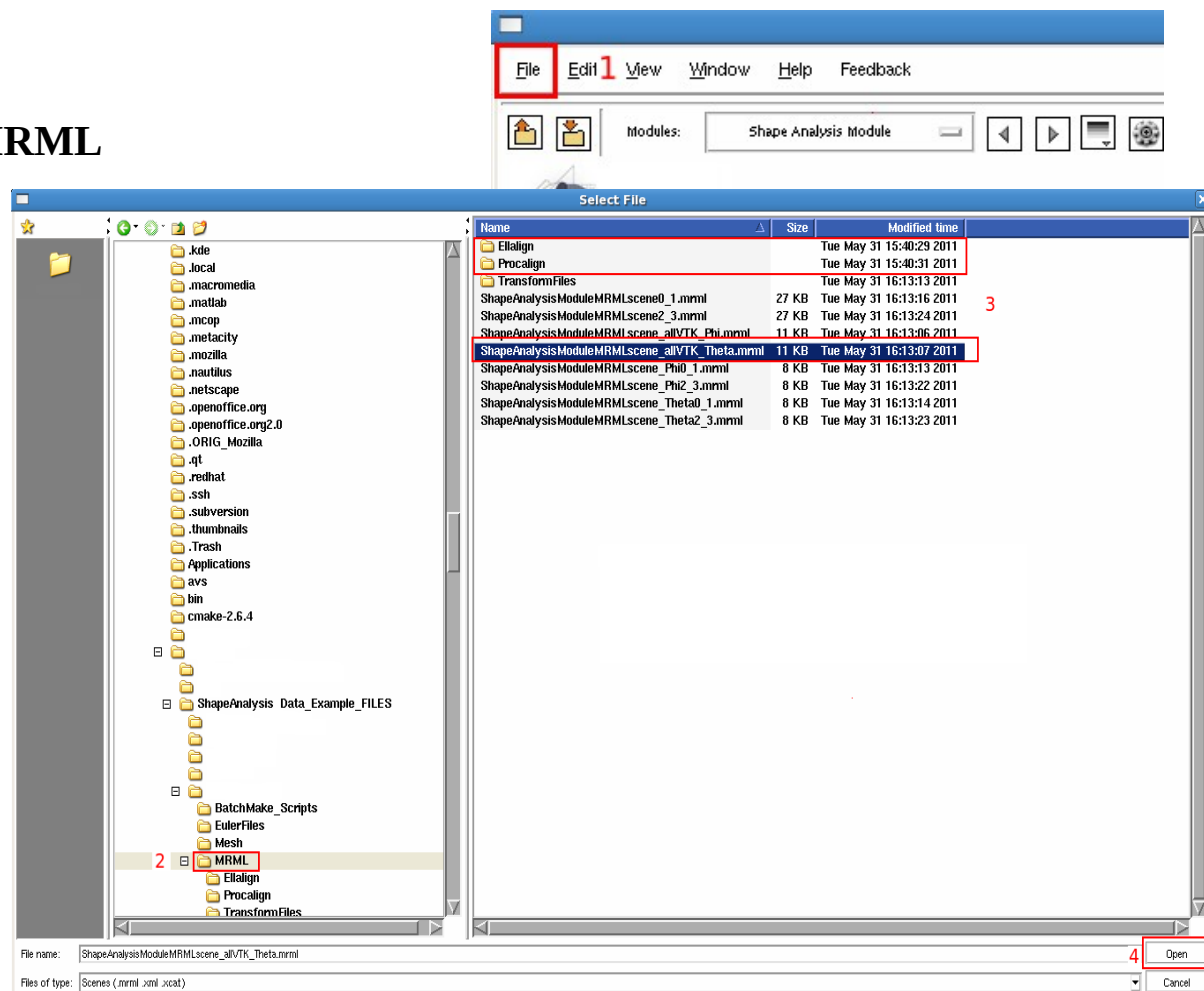 File Edit 1 View Window Help Feedback
MRML
Modules: Shape Analysis Module
Select File
Name Size Modified time
.kde
.local
.macromedia
.matlab
.mcop
.metacity
.mozilla
.nautilus
.netscape
.openoffice.org
.openoffice.org2.0
.ORIG_Mozilla
.qt
.redhat
.ssh
.subversion
.thumbnails
.Trash
Applications
avs
bin
cmake-2.6.4
ShapeAnalysis Data_Example_FILES
BatchMake_Scripts
EulerFiles
Mesh
2 MRML
Ellalign
Procalign
TransformFiles
Ellalign Tue May 31 15:40:29 2011
Procalign Tue May 31 15:40:31 2011
TransformFiles Tue May 31 16:13:13 2011
ShapeAnalysisModuleMRMLscene0_1.mrml 27 KB Tue May 31 16:13:16 2011
3
ShapeAnalysisModuleMRMLscene2_3.mrml 27 KB Tue May 31 16:13:24 2011
ShapeAnalysisModuleMRMLscene_allVTK_Phi.mrml 11 KB Tue May 31 16:13:06 2011
ShapeAnalysisModuleMRMLscene_allVTK_Theta.mrml 11 KB Tue May 31 16:13:07 2011
ShapeAnalysisModuleMRMLscene_Phi0_1.mrml 8 KB Tue May 31 16:13:13 2011
ShapeAnalysisModuleMRMLscene_Phi2_3.mrml 8 KB Tue May 31 16:13:22 2011
ShapeAnalysisModuleMRMLscene_Theta0_1.mrml 8 KB Tue May 31 16:13:14 2011
ShapeAnalysisModuleMRMLscene_Theta2_3.mrml 8 KB Tue May 31 16:13:23 2011
File name: ShapeAnalysisModuleMRMLscene_allVTK_Theta.mrml 4 Open
Files of type: Scenes (.mrml .xml .xcat) Cancel